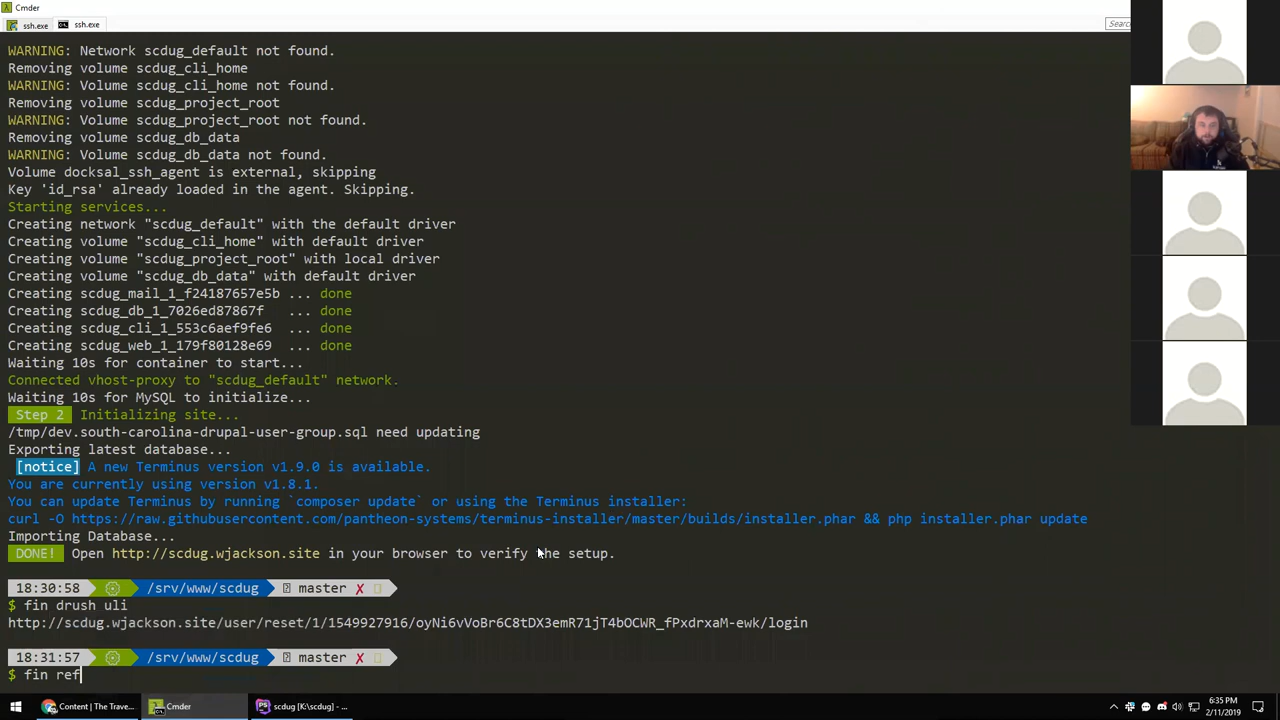 Cmder
ssh.exe
ssh.exe
Searc
WARNING: Network scdug_default not found.
Removing volume scdug_cli_home
WARNING: Volume scdug_cli_home not found.
Removing volume scdug_project_root
WARNING: Volume scdug_project_root not found.
Removing volume scdug_db_data
WARNING: Volume scdug_db_data not found.
Volume docksal_ssh_agent is external, skipping
Key 'id_rsa' already loaded in the agent. Skipping.
Starting services...
Creating network "scdug_default" with the default driver
Creating volume "scdug_cli_home" with default driver
Creating volume "scdug_project_root" with local driver
Creating volume "scdug_db_data" with default driver
Creating scdug_mail_1_f24187657e5b ... done
Creating scdug_db_1_7026ed87867f ... done
Creating scdug_cli_1_553c6aef9fe6 ... done
Creating scdug_web_1_179f80128e69 ... done
Waiting 10s for container to start...
Connected vhost-proxy to "scdug_default" network.
Waiting 10s for MySQL to initialize...
Step 2 Initializing site...
/tmp/dev.south-carolina-drupal-user-group.sql need updating
Exporting latest database...
[notice] A new Terminus version v1.9.0 is available.
You are currently using version v1.8.1.
You can update Terminus by running `composer update` or using the Terminus installer:
curl -O https://raw.githubusercontent.com/pantheon-systems/terminus-installer/master/builds/installer.phar && php installer.phar update
Importing Database...
DONE! Open http://scdug.wjackson.site in your browser to verify the setup.
18:30:58 /srv/www/scdug master ✗
$ fin drush uli
http://scdug.wjackson.site/user/reset/1/1549927916/oyNi6vVoBr6C8tDX3emR71jT4bOCWR_fPxdrxaM-ewk/login
18:31:57 /srv/www/scdug master ✗
$ fin ref
Content | The Trave...
Cmder
scdug [K:\scdug] - ...
6:35 PM
2/11/2019